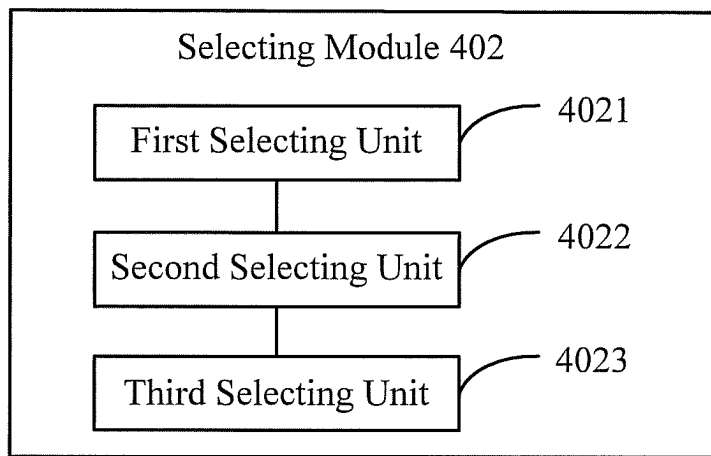 Selecting Module 402
4021
First Selecting Unit
4022
Second Selecting Unit
4023
Third Selecting Unit